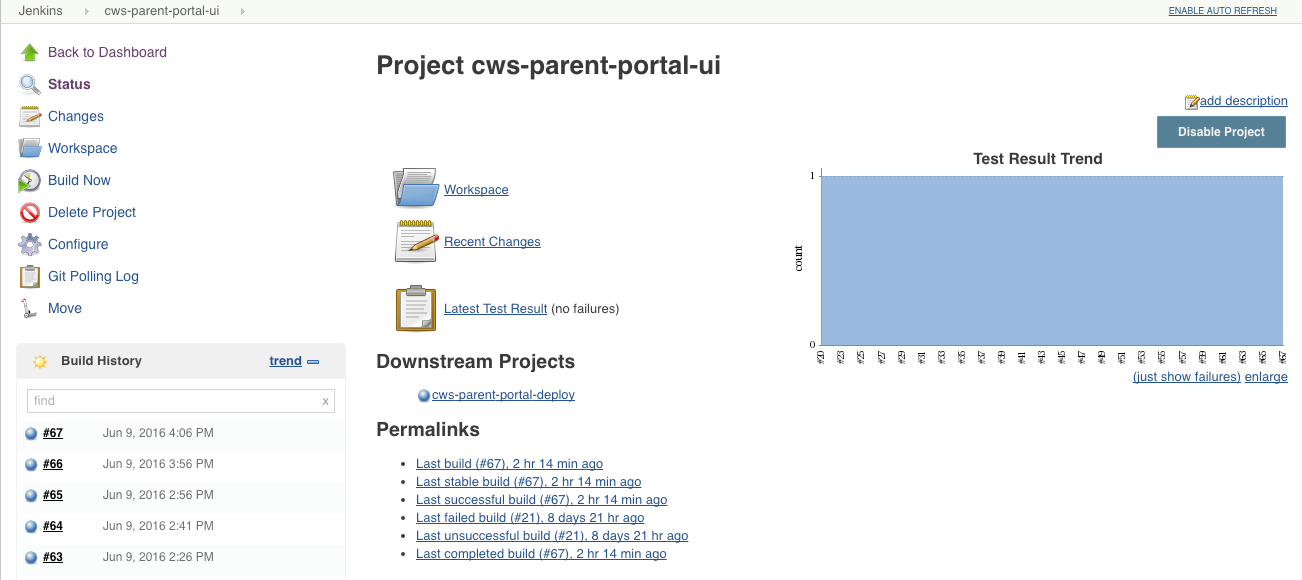 Jenkins cws-parent-portal-ui ENABLE AUTO REFRESH
Back to Dashboard
Status
Changes
Workspace
Build Now
Delete Project
Configure
Git Polling Log
Move
Build History trend
find x
#67 Jun 9, 2016 4:06 PM
#66 Jun 9, 2016 3:56 PM
#65 Jun 9, 2016 2:56 PM
#64 Jun 9, 2016 2:41 PM
#63 Jun 9, 2016 2:26 PM
Project cws-parent-portal-ui
add description
Disable Project
Workspace
Recent Changes
Latest Test Result (no failures)
Test Result Trend
count
1
0
#20 #23 #25 #27 #29 #31 #33 #35 #37 #39 #41 #43 #45 #47 #49 #51 #53 #55 #57 #59 #61 #63 #65 #67
(just show failures) enlarge
Downstream Projects
cws-parent-portal-deploy
Permalinks
Last build (#67), 2 hr 14 min ago
Last stable build (#67), 2 hr 14 min ago
Last successful build (#67), 2 hr 14 min ago
Last failed build (#21), 8 days 21 hr ago
Last unsuccessful build (#21), 8 days 21 hr ago
Last completed build (#67), 2 hr 14 min ago